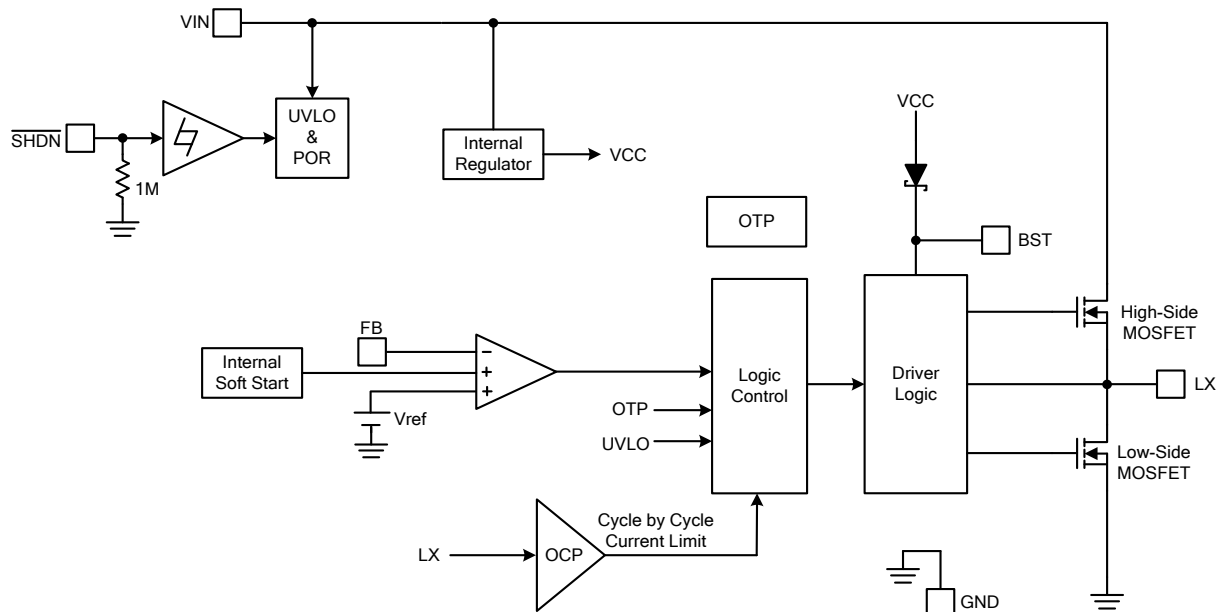 VIN
SHDN
1M
UVLO
&
POR
Internal
Regulator
VCC
VCC
OTP
BST
High-Side
MOSFET
FB
Internal
Soft Start
−
+
+
Vref
OTP
UVLO
Logic
Control
Driver
Logic
LX
Low-Side
MOSFET
LX
OCP
Cycle by Cycle
Current Limit
GND